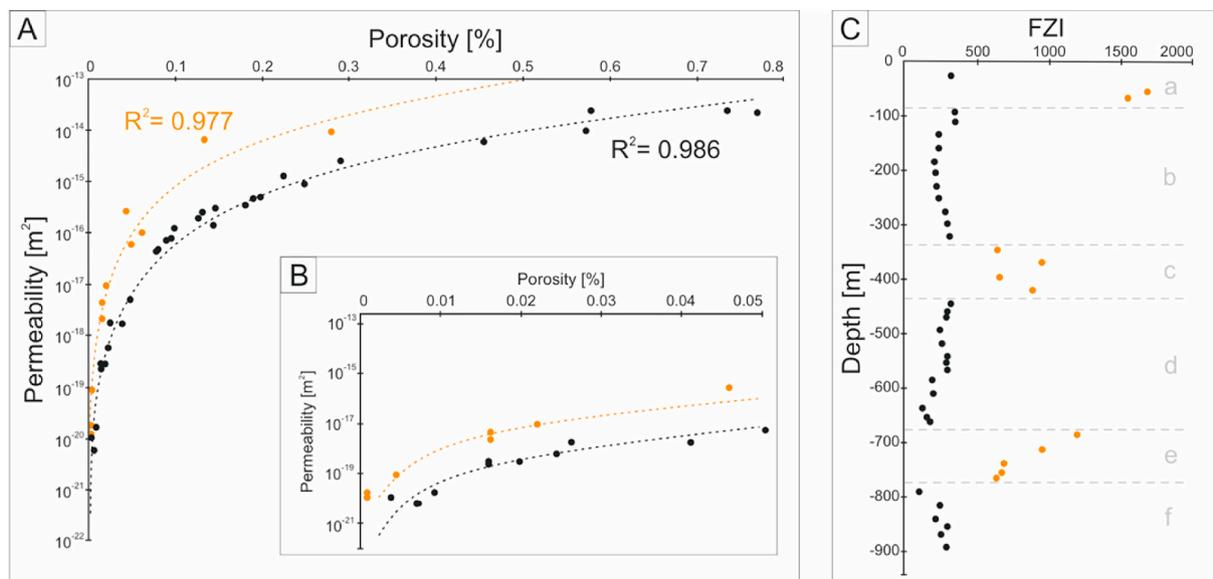 A
Porosity [%]
0 0.1 0.2 0.3 0.4 0.5 0.6 0.7 0.8
Permeability [m²]
10⁻¹³
10⁻¹⁴
10⁻¹⁵
10⁻¹⁶
10⁻¹⁷
10⁻¹⁸
10⁻¹⁹
10⁻²⁰
10⁻²¹
10⁻²²
R²= 0.977
R²= 0.986
B
Porosity [%]
0 0.01 0.02 0.03 0.04 0.05
Permeability [m²]
10⁻¹³
10⁻¹⁵
10⁻¹⁷
10⁻¹⁹
10⁻²¹
C
FZI
0 500 1000 1500 2000
Depth [m]
0
-100
-200
-300
-400
-500
-600
-700
-800
-900
a
b
c
d
e
f